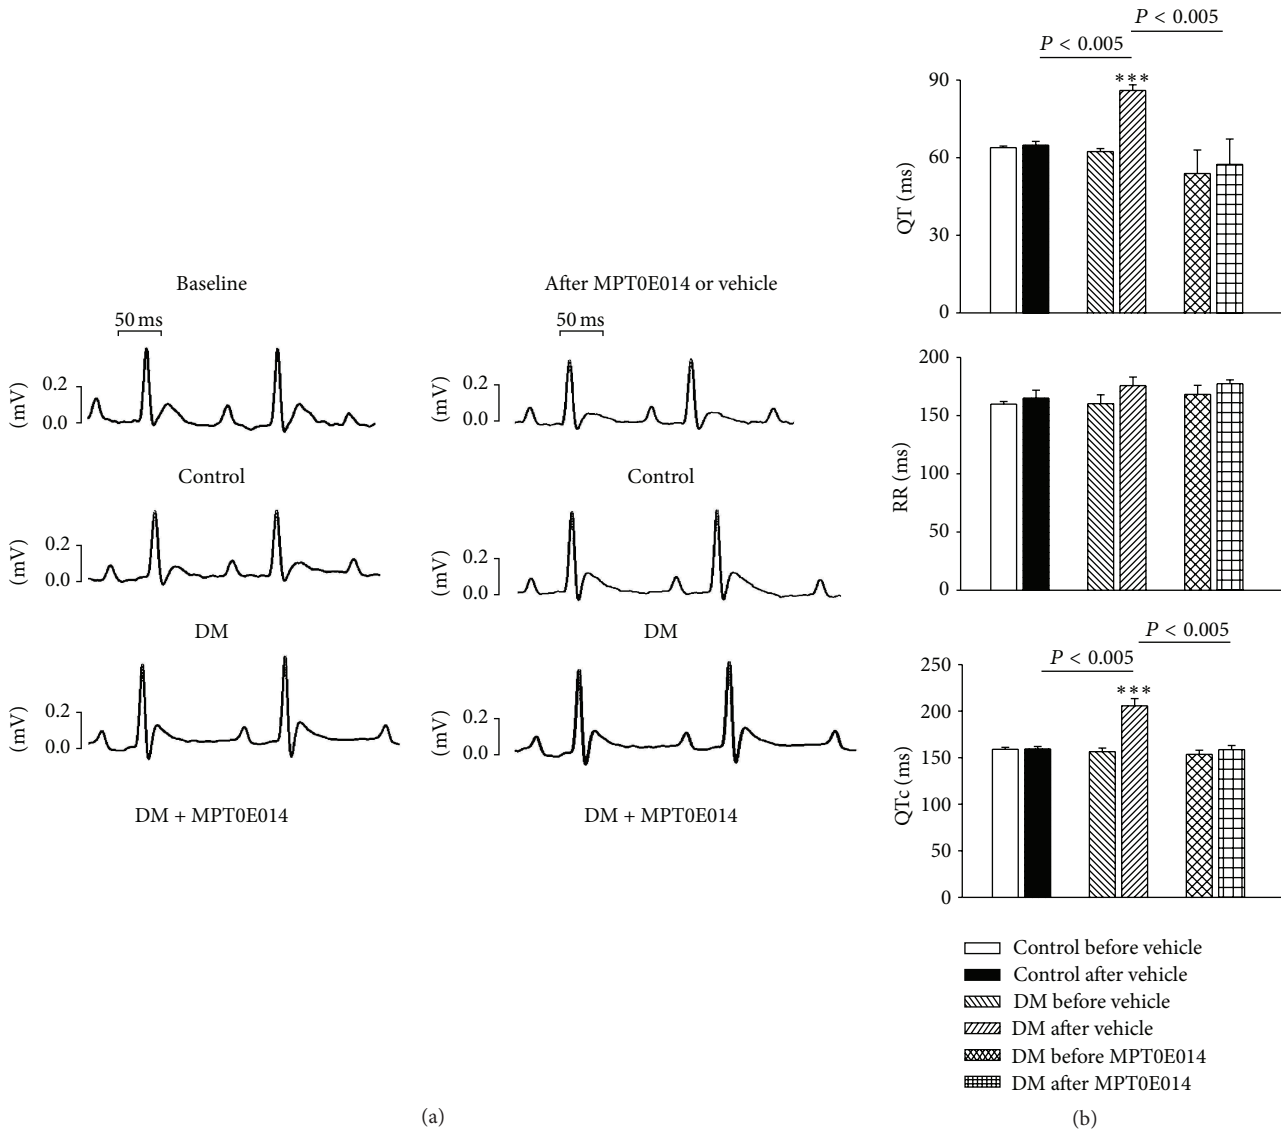 Baseline
50 ms
(mV)
0.2
0.0
Control
(mV)
0.2
0.0
DM
(mV)
0.2
0.0
DM + MPT0E014
After MPT0E014 or vehicle
50 ms
(mV)
0.2
0.0
Control
(mV)
0.2
0.0
DM
(mV)
0.2
0.0
DM + MPT0E014
(a)
P < 0.005
P < 0.005
***
QT (ms)
90
60
30
0
RR (ms)
200
150
100
50
0
P < 0.005
P < 0.005
***
QTc (ms)
250
200
150
100
50
0
Control before vehicle
Control after vehicle
DM before vehicle
DM after vehicle
DM before MPT0E014
DM after MPT0E014
(b)